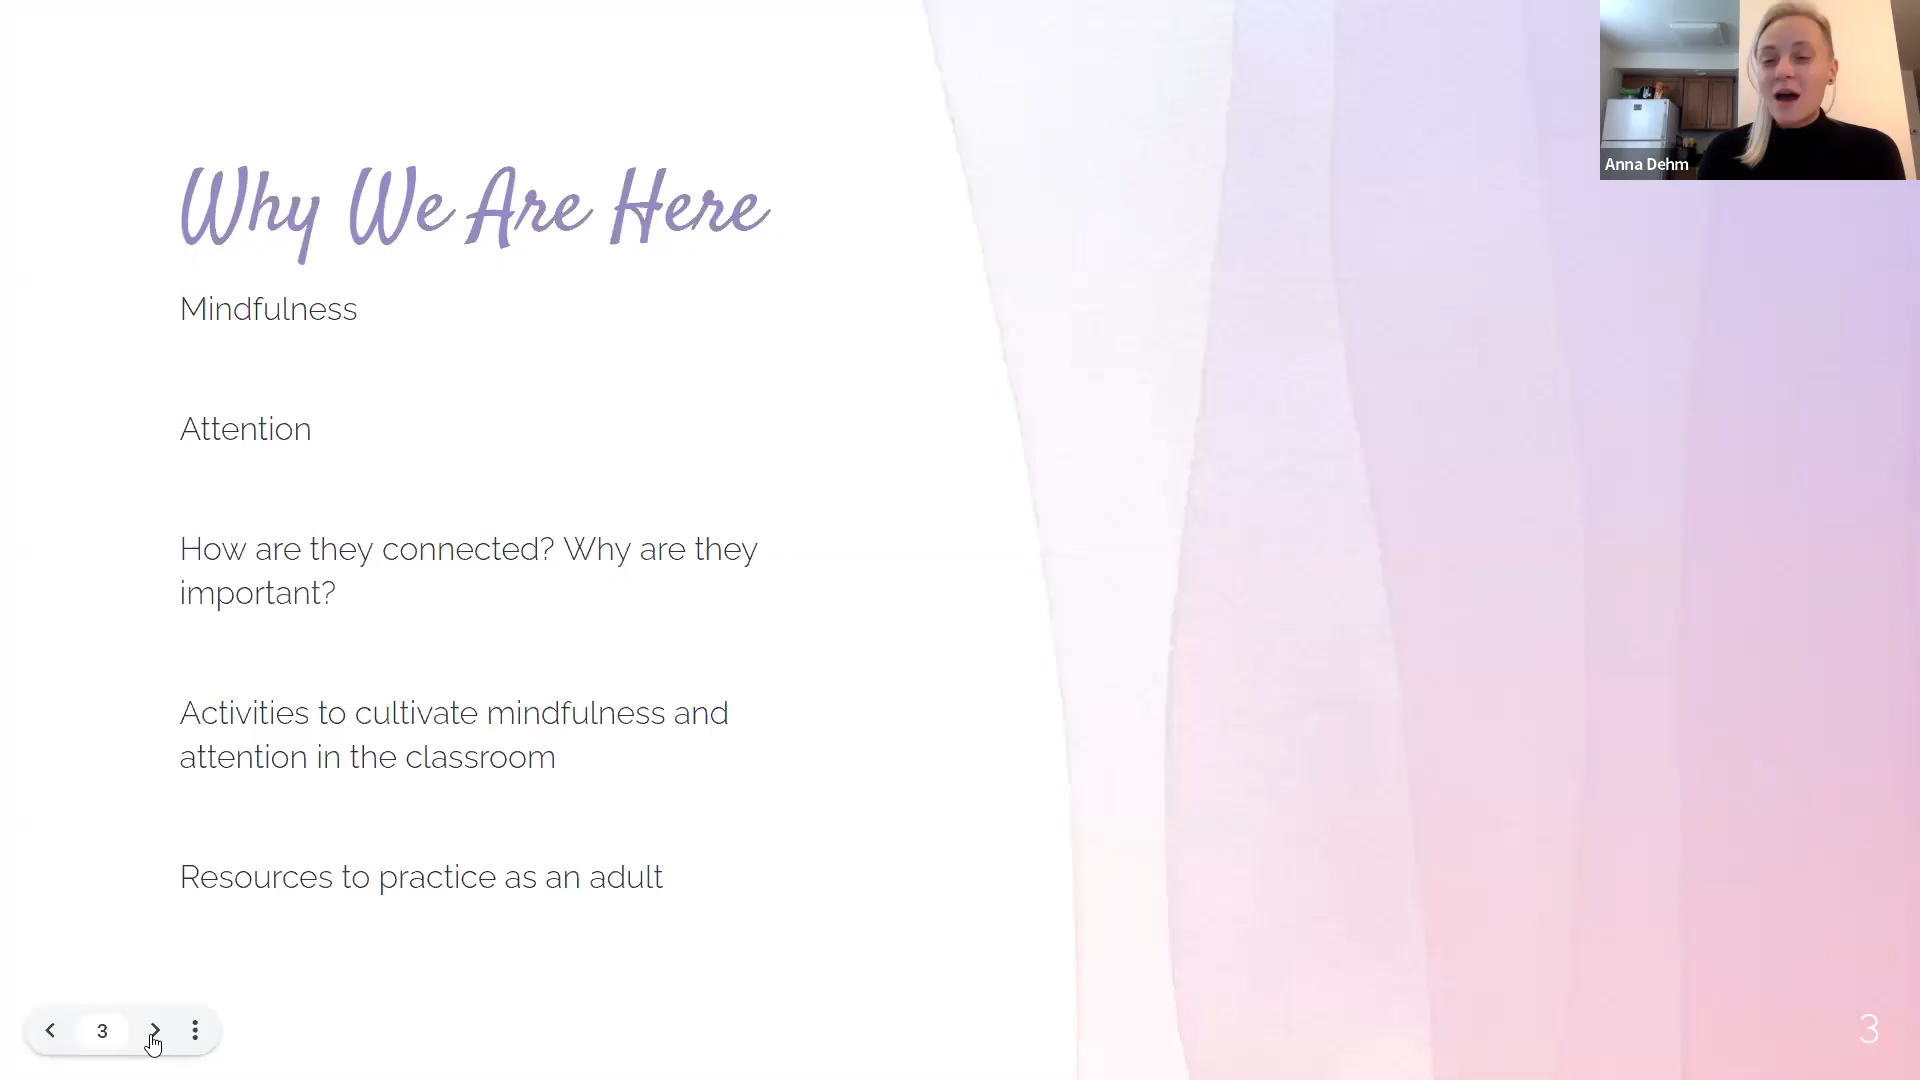 Why We Are Here
Mindfulness
Attention
How are they connected? Why are they
important?
Activities to cultivate mindfulness and
attention in the classroom
Resources to practice as an adult
Anna Dehm
3
3